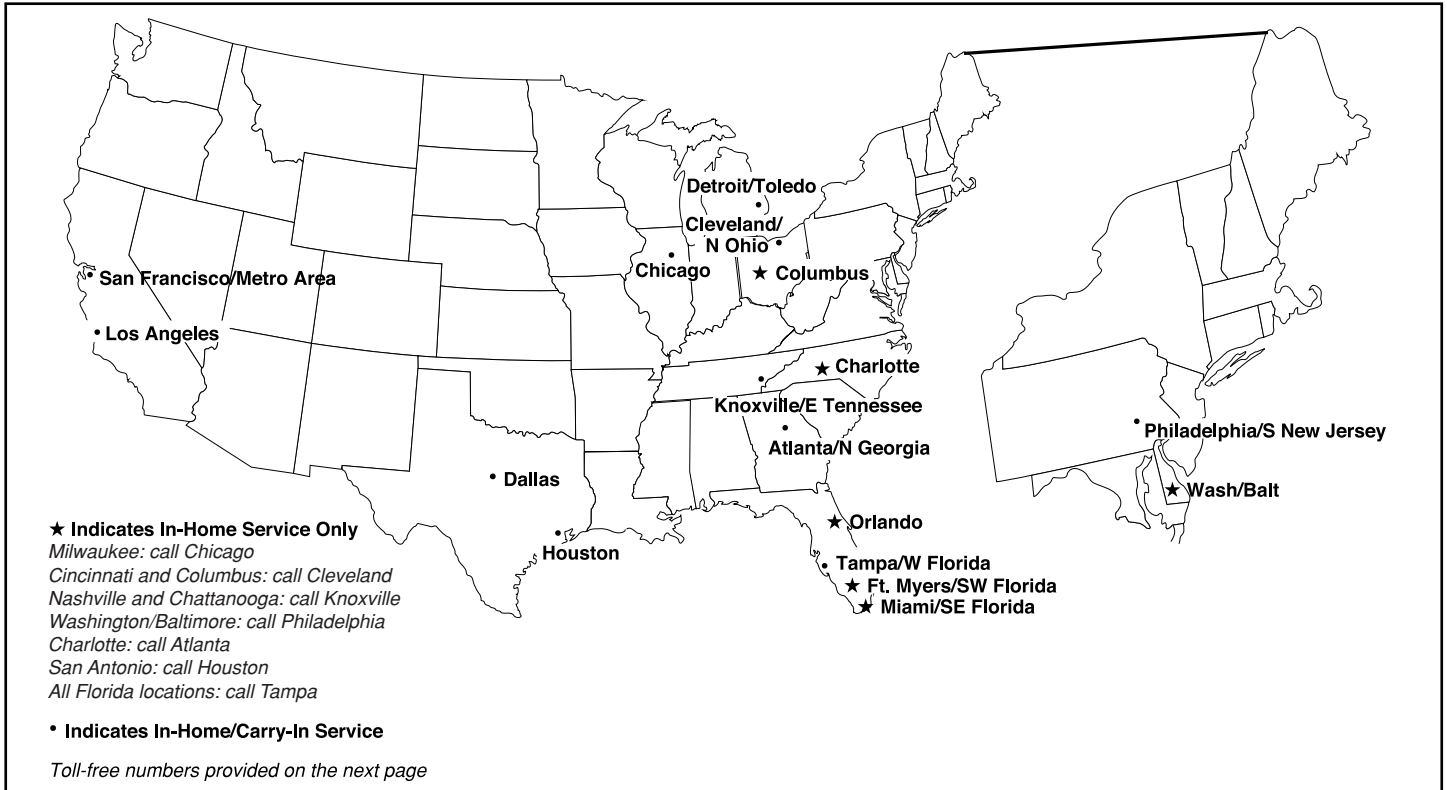 Detroit/Toledo
Cleveland/
N Ohio
Chicago
★ Columbus
San Francisco/Metro Area
Los Angeles
★ Charlotte
Knoxville/E Tennessee
Atlanta/N Georgia
Philadelphia/S New Jersey
★ Wash/Balt
Dallas
Houston
★ Orlando
Tampa/W Florida
★ Ft. Myers/SW Florida
★ Miami/SE Florida
★ Indicates In-Home Service Only
Milwaukee: call Chicago
Cincinnati and Columbus: call Cleveland
Nashville and Chattanooga: call Knoxville
Washington/Baltimore: call Philadelphia
Charlotte: call Atlanta
San Antonio: call Houston
All Florida locations: call Tampa
• Indicates In-Home/Carry-In Service
Toll-free numbers provided on the next page